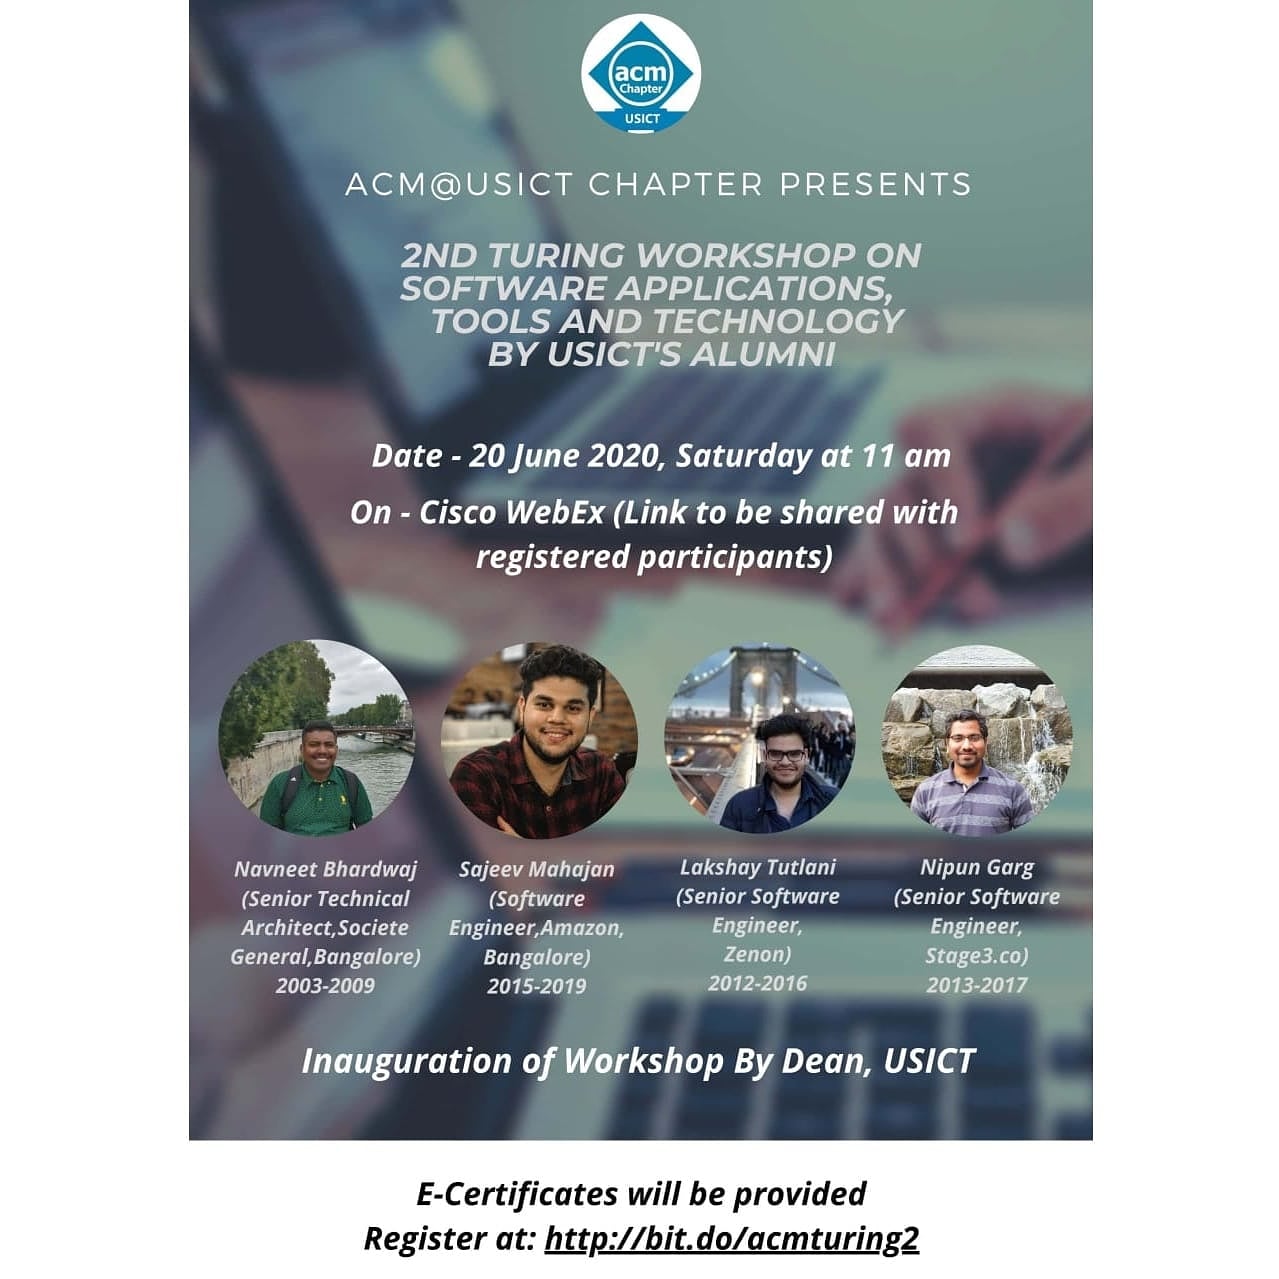 acm
Chapter
USICT
ACM@USICT CHAPTER PRESENTS
2ND TURING WORKSHOP ON
SOFTWARE APPLICATIONS,
TOOLS AND TECHNOLOGY
BY USICT'S ALUMNI
Date - 20 June 2020, Saturday at 11 am
On - Cisco WebEx (Link to be shared with
registered participants)
Navneet Bhardwaj
(Senior Technical
Architect,Societe
General,Bangalore)
2003-2009
Sajeev Mahajan
(Software
Engineer,Amazon,
Bangalore)
2015-2019
Lakshay Tutlani
(Senior Software
Engineer,
Zenon)
2012-2016
Nipun Garg
(Senior Software
Engineer,
Stage3.co)
2013-2017
Inauguration of Workshop By Dean, USICT
E-Certificates will be provided
Register at: http://bit.do/acmturing2